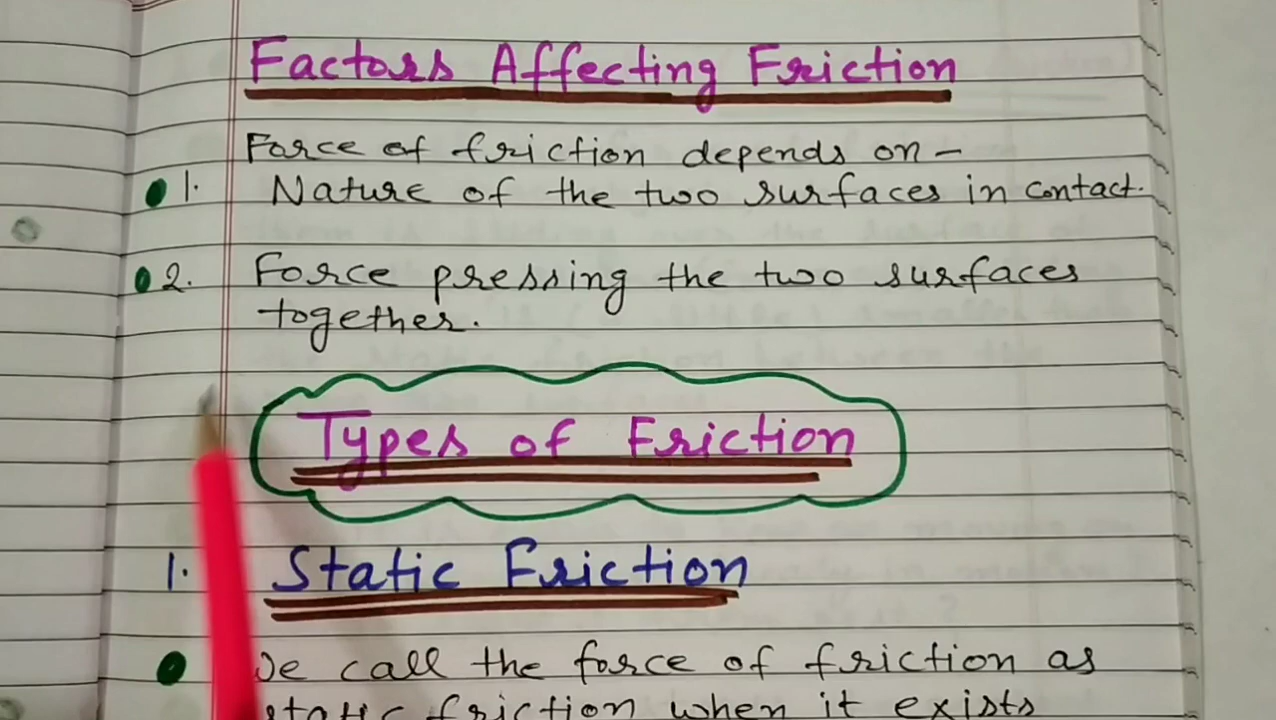 Factors Affecting Friction
Force of friction depends on -
1. Nature of the two surfaces in contact.
2. Force pressing the two surfaces
together.
Types of Friction
1. Static Friction
We call the force of friction as
static friction when it exists